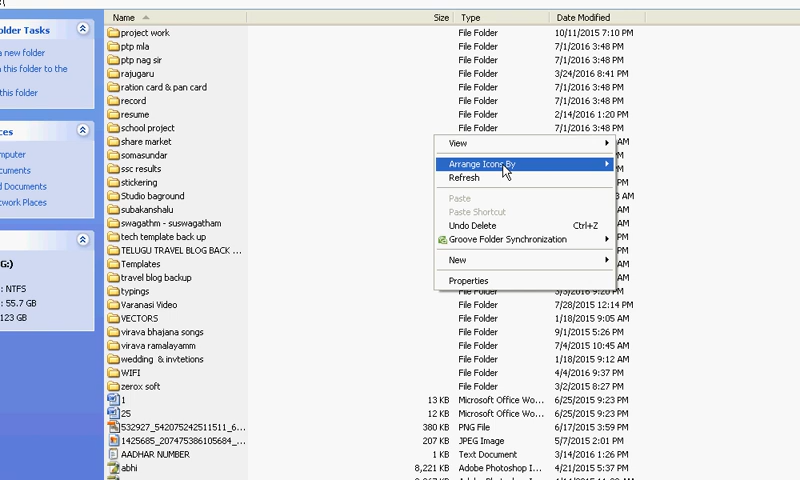 Name Size Type Date Modified
older Tasks
a new folder
this folder to the
this folder
ces
mputer
cuments
d Documents
twork Places
G:)
: NTFS
: 55.7 GB
123 GB
project work File Folder 10/11/2015 7:10 PM
ptp mla File Folder 7/1/2016 3:48 PM
ptp nag sir File Folder 7/1/2016 3:48 PM
rajugaru File Folder 3/24/2016 8:41 PM
ration card & pan card File Folder 7/1/2016 3:48 PM
record File Folder 7/1/2016 3:48 PM
resume File Folder 2/14/2016 1:20 PM
school project File Folder 7/1/2016 3:48 PM
share market AM
somasundar PM
ssc results AM
stickering PM
Studio baground AM
subakanshalu PM
swagathm - suswagatham PM
tech template back up PM
TELUGU TRAVEL BLOG BACK ... PM
Templates AM
travel blog backup AM
typings File Folder 3/3/2016 9:20 PM
Varanasi Video File Folder 7/28/2015 12:14 PM
VECTORS File Folder 1/18/2015 9:05 AM
virava bhajana songs File Folder 9/1/2015 5:26 PM
virava ramalayamm File Folder 7/4/2015 10:45 AM
wedding & invtetions File Folder 1/18/2015 9:12 AM
WIFI File Folder 4/4/2016 9:37 PM
zerox soft File Folder 3/2/2015 8:27 PM
1 13 KB Microsoft Office Wo... 6/25/2015 9:23 PM
25 12 KB Microsoft Office Wo... 6/25/2015 9:23 PM
532927_542075242511511_6... 380 KB PNG File 6/17/2015 3:59 PM
1425685_207475386105684_... 207 KB JPEG Image 5/7/2015 2:01 PM
AADHAR NUMBER 1 KB Text Document 3/14/2016 1:26 PM
abhi 8,221 KB Adobe Photoshop I... 4/21/2015 5:37 PM
View
Arrange Icons By
Refresh
Paste
Paste Shortcut
Undo Delete Ctrl+Z
Groove Folder Synchronization
New
Properties